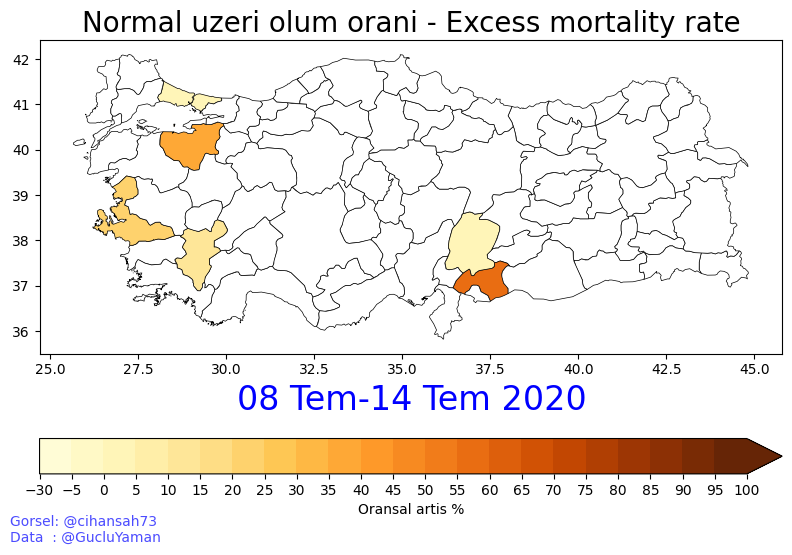 Normal uzeri olum orani - Excess mortality rate
42
41
40
39
38
37
36
25.0 27.5 30.0 32.5 35.0 37.5 40.0 42.5 45.0
08 Tem-14 Tem 2020
−30 −5 0 5 10 15 20 25 30 35 40 45 50 55 60 65 70 75 80 85 90 95 100
Oransal artis %
Gorsel: @cihansah73
Data : @GucluYaman